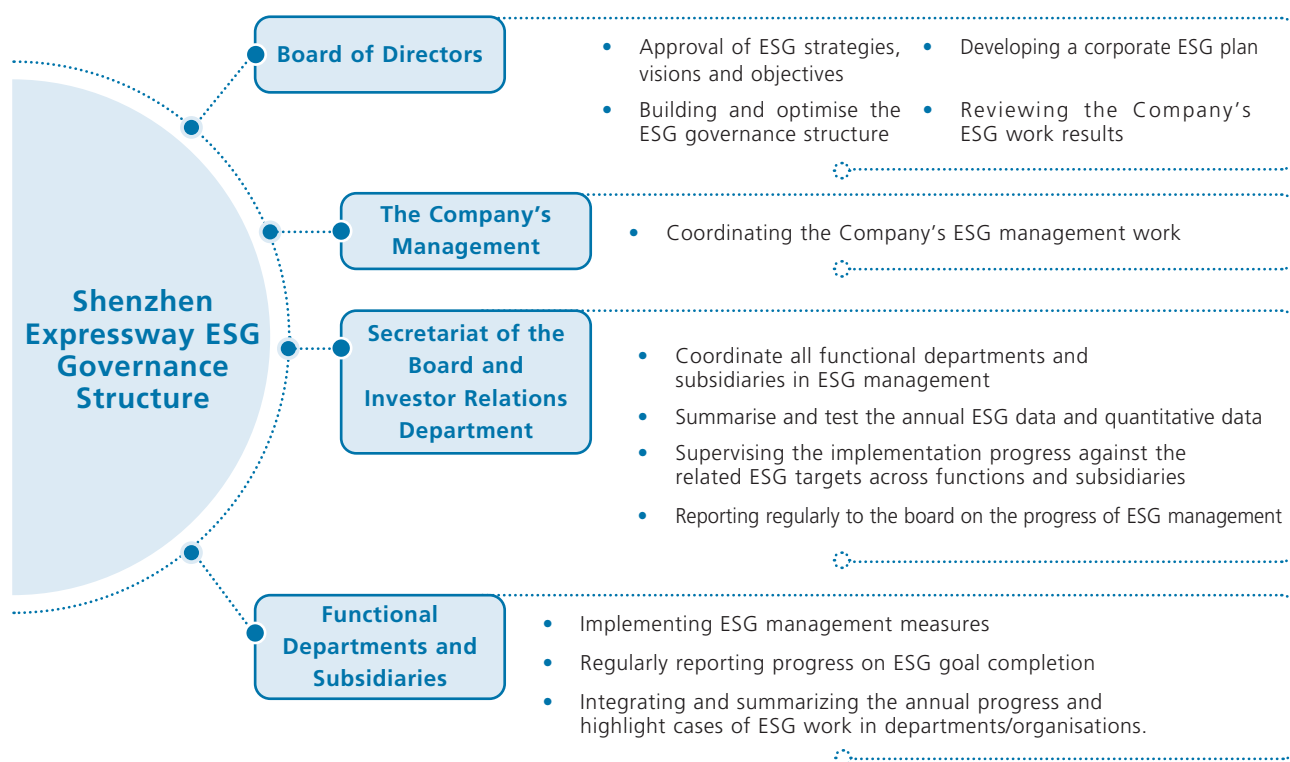 Shenzhen
Expressway ESG
Governance
Structure
Board of Directors
• Approval of ESG strategies,
visions and objectives
• Developing a corporate ESG plan
• Building and optimise the
ESG governance structure
• Reviewing the Company's
ESG work results
The Company's
Management
• Coordinating the Company's ESG management work
Secretariat of the
Board and
Investor Relations
Department
• Coordinate all functional departments and
subsidiaries in ESG management
• Summarise and test the annual ESG data and quantitative data
• Supervising the implementation progress against the
related ESG targets across functions and subsidiaries
• Reporting regularly to the board on the progress of ESG management
Functional
Departments and
Subsidiaries
• Implementing ESG management measures
• Regularly reporting progress on ESG goal completion
• Integrating and summarizing the annual progress and
highlight cases of ESG work in departments/organisations.